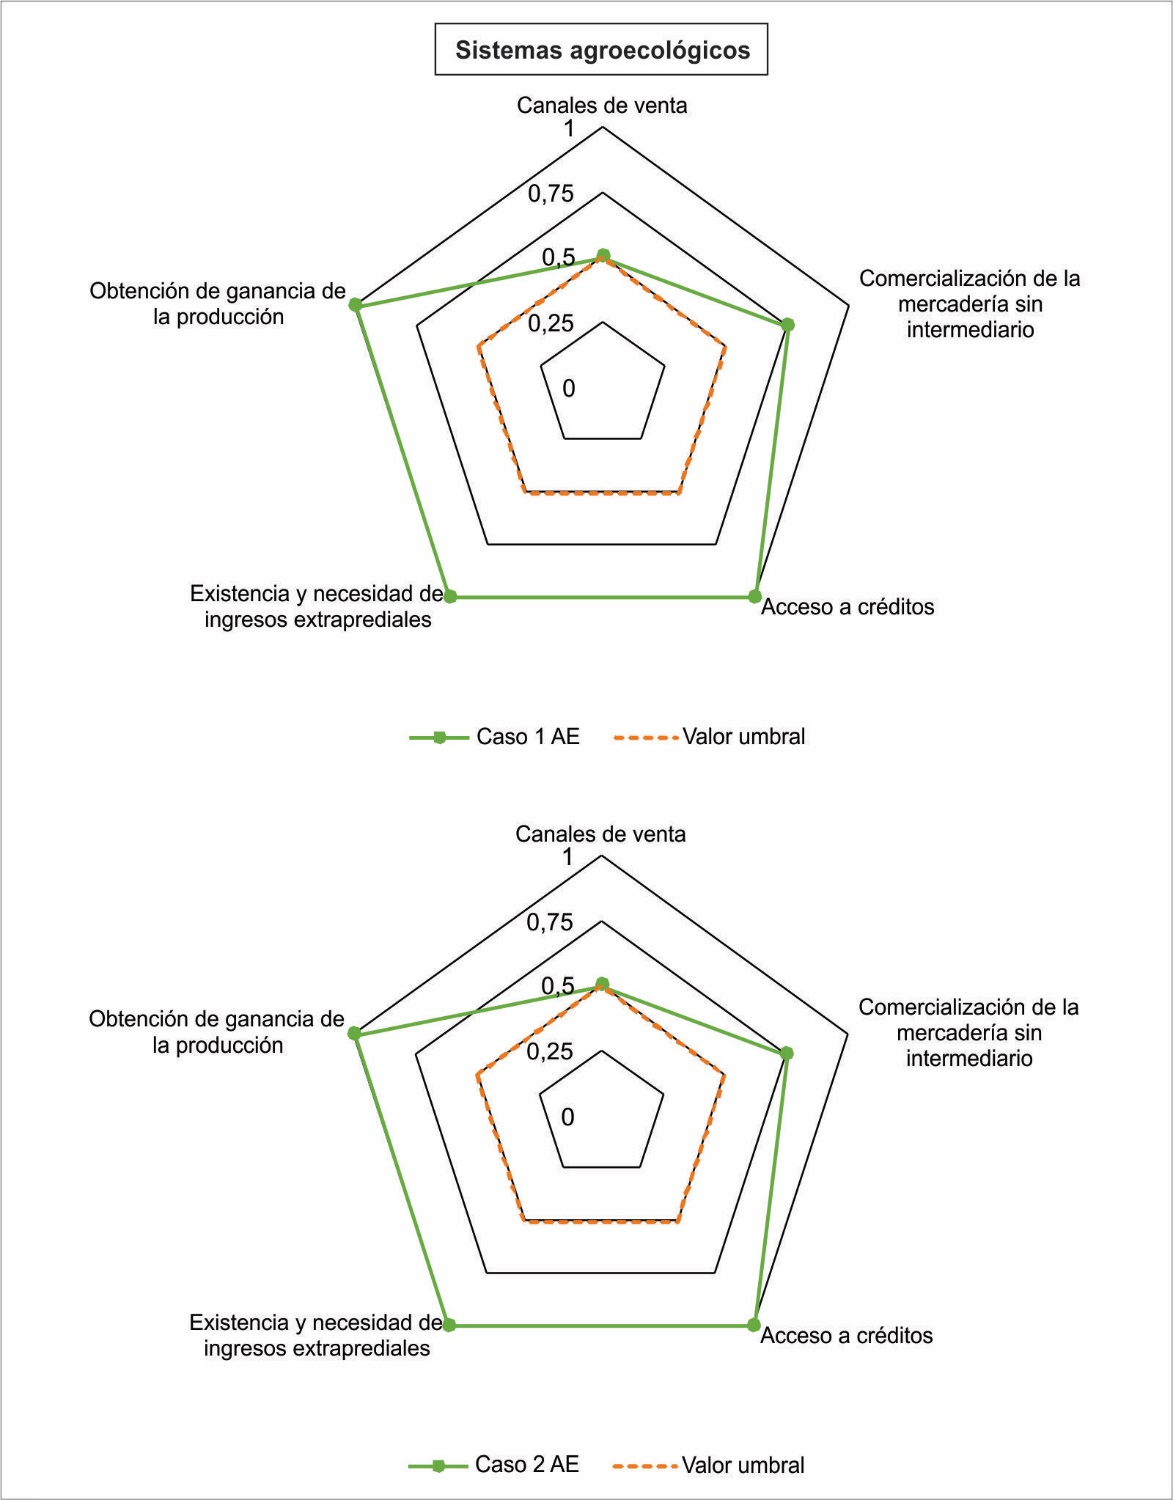 Sistemas agroecológicos
Canales de venta
1
0,75
0,5
0,25
0
Comercialización de la
mercadería sin
intermediario
Obtención de ganancia de
la producción
Existencia y necesidad de
ingresos extraprediales
Acceso a créditos
Caso 1 AE
Valor umbral
Canales de venta
1
0,75
0,5
0,25
0
Comercialización de la
mercadería sin
intermediario
Obtención de ganancia de
la producción
Existencia y necesidad de
ingresos extraprediales
Acceso a créditos
Caso 2 AE
Valor umbral